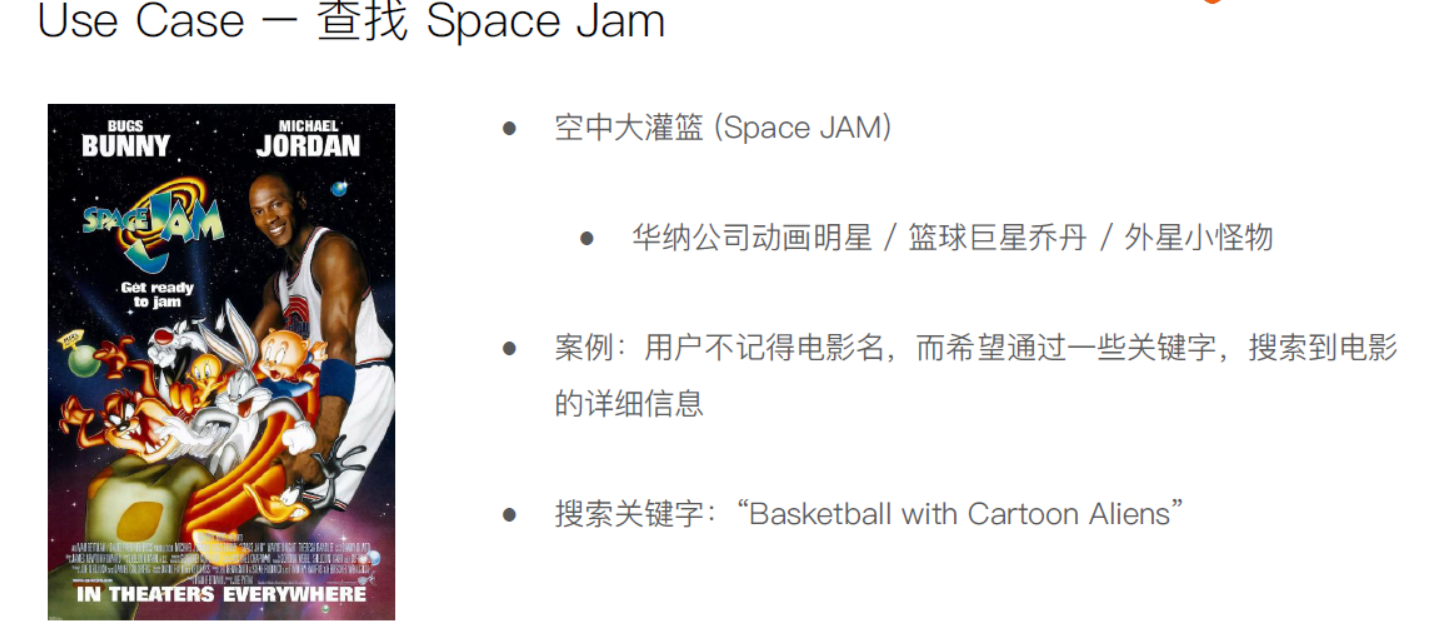 Use Case — 查找 Space Jam
BUGS
BUNNY
MICHAEL
JORDAN
SPACE JAM
Get ready
to jam
IN THEATERS EVERYWHERE
空中大灌篮 (Space JAM)
华纳公司动画明星 / 篮球巨星乔丹 / 外星小怪物
案例：用户不记得电影名，而希望通过一些关键字，搜索到电影
的详细信息
搜索关键字：“Basketball with Cartoon Aliens”